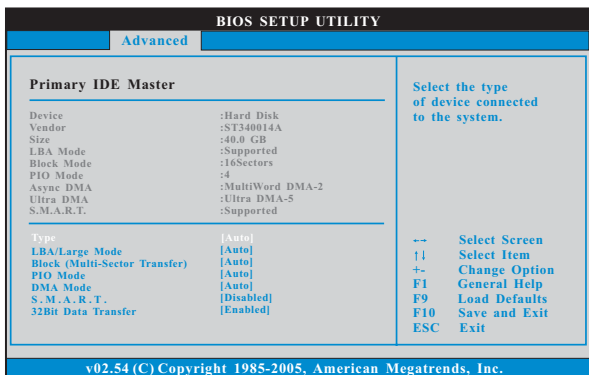 BIOS SETUP UTILITY
Advanced
Primary IDE Master
Device :Hard Disk
Vendor :ST340014A
Size :40.0 GB
LBA Mode :Supported
Block Mode :16Sectors
PIO Mode :4
Async DMA :MultiWord DMA-2
Ultra DMA :Ultra DMA-5
S.M.A.R.T. :Supported
Type [Auto]
LBA/Large Mode [Auto]
Block (Multi-Sector Transfer) [Auto]
PIO Mode [Auto]
DMA Mode [Auto]
S.M.A.R.T. [Disabled]
32Bit Data Transfer [Enabled]
Select the type
of device connected
to the system.
←→ Select Screen
↑↓ Select Item
+- Change Option
F1 General Help
F9 Load Defaults
F10 Save and Exit
ESC Exit
v02.54 (C) Copyright 1985-2005, American Megatrends, Inc.